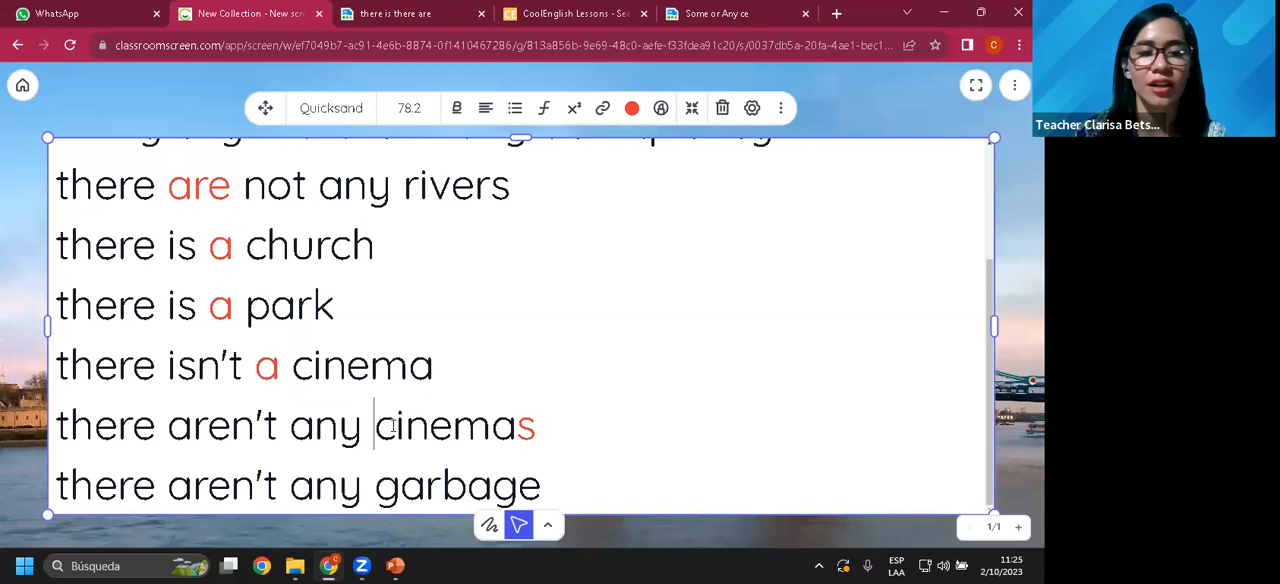 WhatsApp
New Collection - New scre
there is there are
CoolEnglish Lessons - Sea
Some or Any ce
classroomscreen.com/app/screen/w/ef7049b7-ac91-4e6b-8874-0f1410467286/g/813a856b-9e69-48c0-aefe-f33fdea91c20/s/0037db5a-20fa-4ae1-bec1...
C
Teacher Clarisa Bets...
Quicksand
78.2
B
there are not any rivers
there is a church
there is a park
there isn't a cinema
there aren't any cinemas
there aren't any garbage
1/1
Búsqueda
ESP
LAA
11:25
2/10/2023